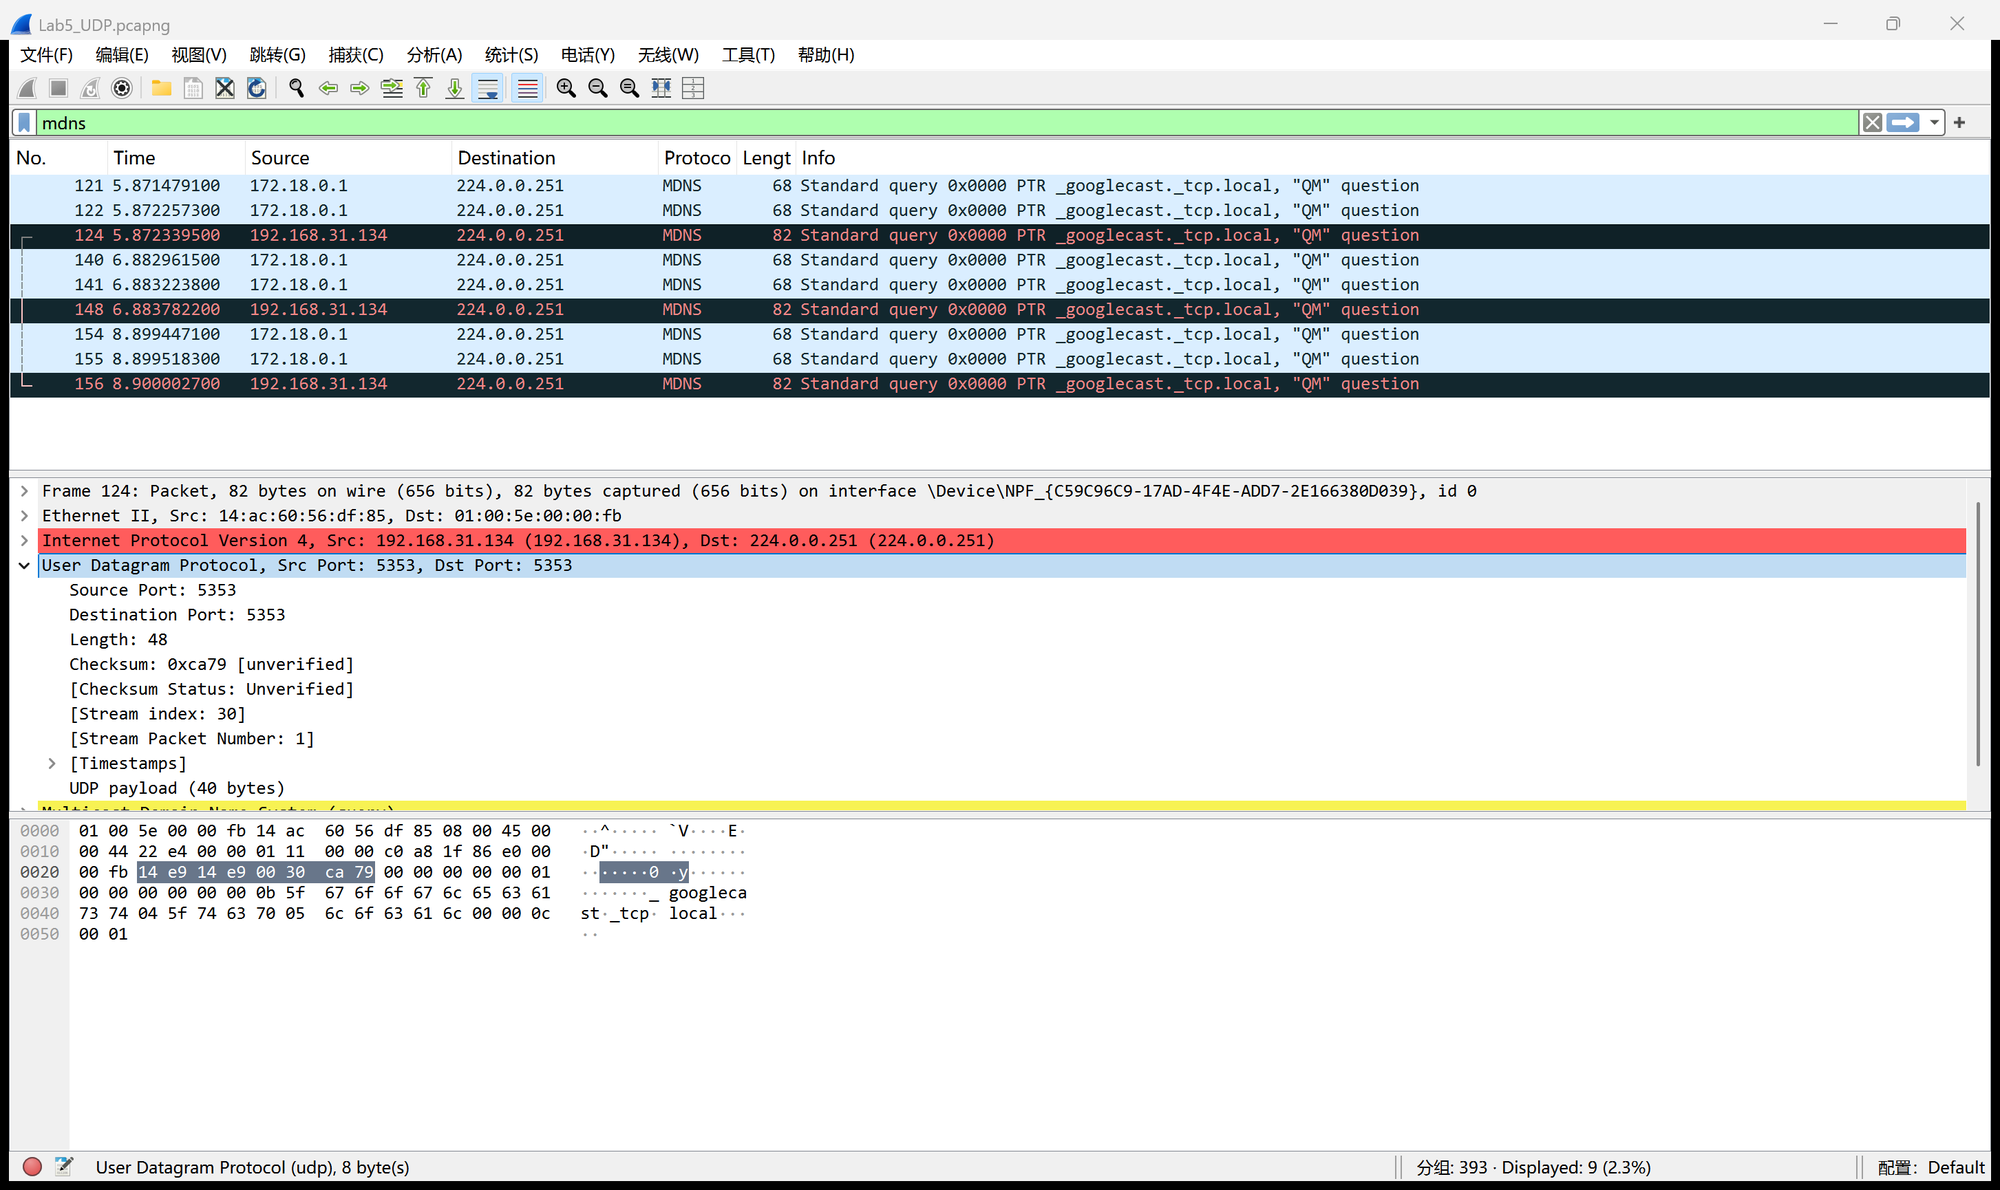 Lab5_UDP.pcapng
文件(F) 编辑(E) 视图(V) 跳转(G) 捕获(C) 分析(A) 统计(S) 电话(Y) 无线(W) 工具(T) 帮助(H)
mdns
No. Time Source Destination Protoco Lengt Info
121 5.871479100 172.18.0.1 224.0.0.251 MDNS 68 Standard query 0x0000 PTR _googlecast._tcp.local, "QM" question
122 5.872257300 172.18.0.1 224.0.0.251 MDNS 68 Standard query 0x0000 PTR _googlecast._tcp.local, "QM" question
124 5.872339500 192.168.31.134 224.0.0.251 MDNS 82 Standard query 0x0000 PTR _googlecast._tcp.local, "QM" question
140 6.882961500 172.18.0.1 224.0.0.251 MDNS 68 Standard query 0x0000 PTR _googlecast._tcp.local, "QM" question
141 6.883223800 172.18.0.1 224.0.0.251 MDNS 68 Standard query 0x0000 PTR _googlecast._tcp.local, "QM" question
148 6.883782200 192.168.31.134 224.0.0.251 MDNS 82 Standard query 0x0000 PTR _googlecast._tcp.local, "QM" question
154 8.899447100 172.18.0.1 224.0.0.251 MDNS 68 Standard query 0x0000 PTR _googlecast._tcp.local, "QM" question
155 8.899518300 172.18.0.1 224.0.0.251 MDNS 68 Standard query 0x0000 PTR _googlecast._tcp.local, "QM" question
156 8.900002700 192.168.31.134 224.0.0.251 MDNS 82 Standard query 0x0000 PTR _googlecast._tcp.local, "QM" question
Frame 124: Packet, 82 bytes on wire (656 bits), 82 bytes captured (656 bits) on interface \Device\NPF_{C59C96C9-17AD-4F4E-ADD7-2E166380D039}, id 0
Ethernet II, Src: 14:ac:60:56:df:85, Dst: 01:00:5e:00:00:fb
Internet Protocol Version 4, Src: 192.168.31.134 (192.168.31.134), Dst: 224.0.0.251 (224.0.0.251)
User Datagram Protocol, Src Port: 5353, Dst Port: 5353
Source Port: 5353
Destination Port: 5353
Length: 48
Checksum: 0xca79 [unverified]
[Checksum Status: Unverified]
[Stream index: 30]
[Stream Packet Number: 1]
[Timestamps]
UDP payload (40 bytes)
Multicast Domain Name System (query)
0000 01 00 5e 00 00 fb 14 ac 60 56 df 85 08 00 45 00 ··^····· `V····E·
0010 00 44 22 e4 00 00 01 11 00 00 c0 a8 1f 86 e0 00 ·D"····· ········
0020 00 fb 14 e9 14 e9 00 30 ca 79 00 00 00 00 00 01 ·······0 ·y······
0030 00 00 00 00 00 00 0b 5f 67 6f 6f 67 6c 65 63 61 ·······_ googleca
0040 73 74 04 5f 74 63 70 05 6c 6f 63 61 6c 00 00 0c st·_tcp· local···
0050 00 01 ··
User Datagram Protocol (udp), 8 byte(s) 分组: 393 · Displayed: 9 (2.3%) 配置: Default